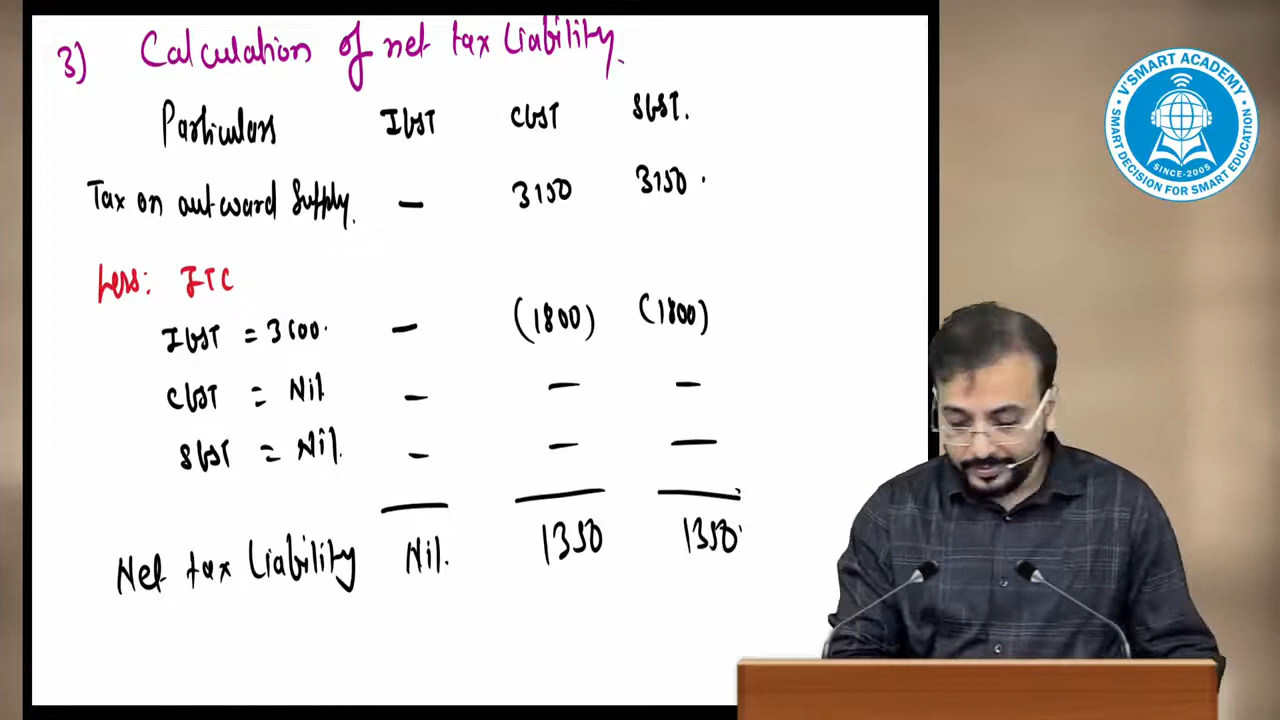 3) Calculation of net tax liability.
Particulars IGST CGST SGST.
Tax on outward supply. — 3150 3150.
Less: ITC
IGST = 3600. — (1800) (1800)
CGST = Nil — — —
SGST = Nil. — — —
Net tax liability Nil. 1350 1350.
V'SMART ACADEMY
SINCE-2005
SMART DECISION FOR SMART EDUCATION